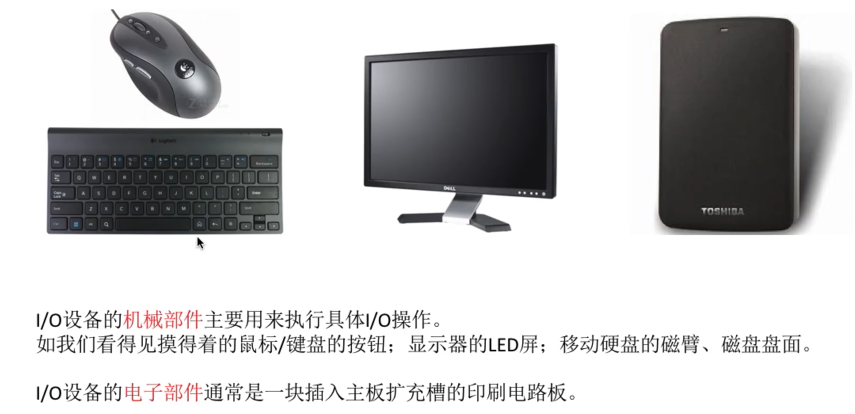 DELL
TOSHIBA
I/O设备的机械部件主要用来执行具体I/O操作。
如我们看得见摸得着的鼠标/键盘的按钮；显示器的LED屏；移动硬盘的磁臂、磁盘盘面。
I/O设备的电子部件通常是一块插入主板扩充槽的印刷电路板。